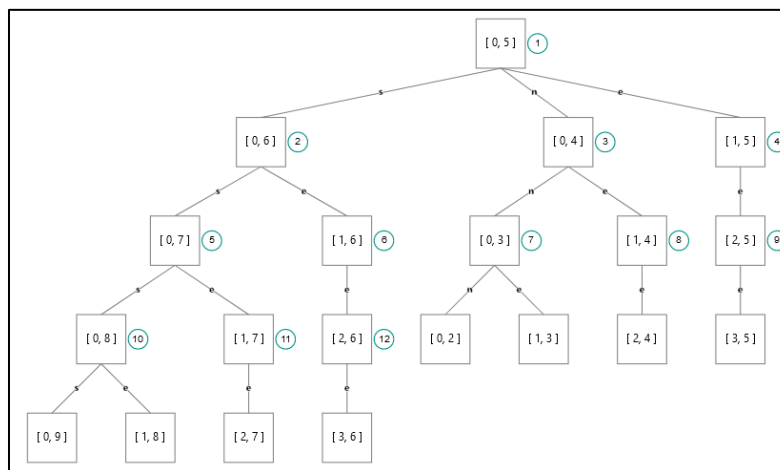 [ 0, 5 ] 1
s n e
[ 0, 6 ] 2 [ 0, 4 ] 3 [ 1, 5 ] 4
s e n e e
[ 0, 7 ] 5 [ 1, 6 ] 6 [ 0, 3 ] 7 [ 1, 4 ] 8 [ 2, 5 ] 9
s e e n e e e
[ 0, 8 ] 10 [ 1, 7 ] 11 [ 2, 6 ] 12 [ 0, 2 ] [ 1, 3 ] [ 2, 4 ] [ 3, 5 ]
s e e e
[ 0, 9 ] [ 1, 8 ] [ 2, 7 ] [ 3, 6 ]